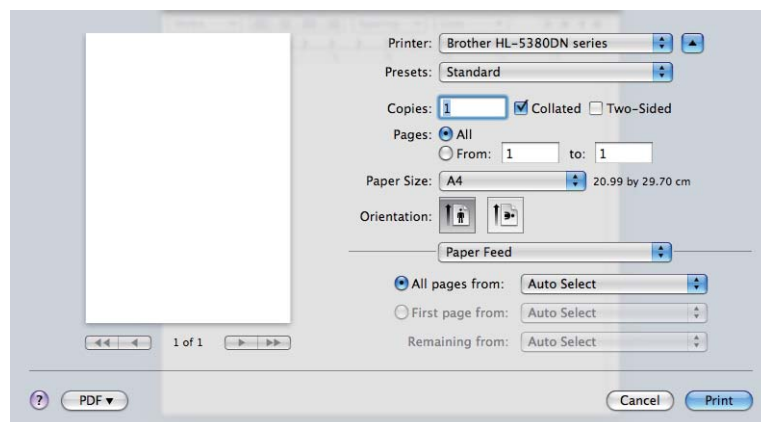 Printer: Brother HL-5380DN series
Presets: Standard
Copies: 1 Collated Two-Sided
Pages: All
From: 1 to: 1
Paper Size: A4 20.99 by 29.70 cm
Orientation:
Paper Feed
All pages from: Auto Select
First page from: Auto Select
Remaining from: Auto Select
1 of 1
? PDF ▾ Cancel Print